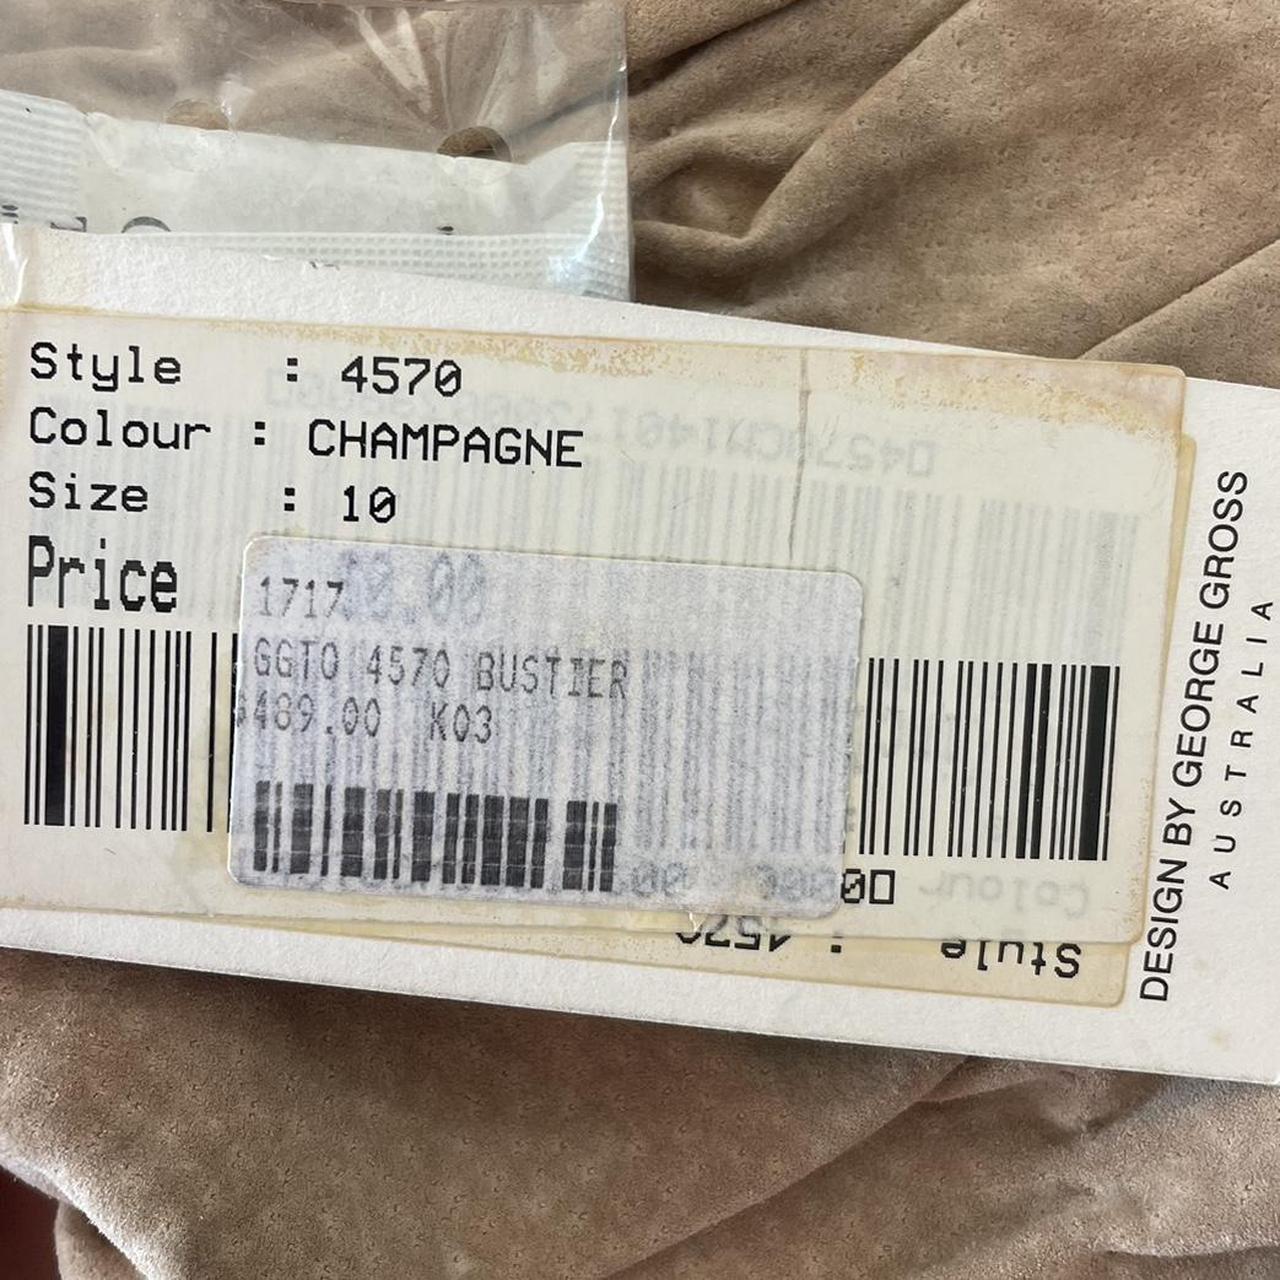 Style : 4570
Colour : CHAMPAGNE
Size : 10
Price
1717
GGTO 4570 BUSTIER
$489.00 K03
DESIGN BY GEORGE GROSS
AUSTRALIA
Style : 4570
Colour